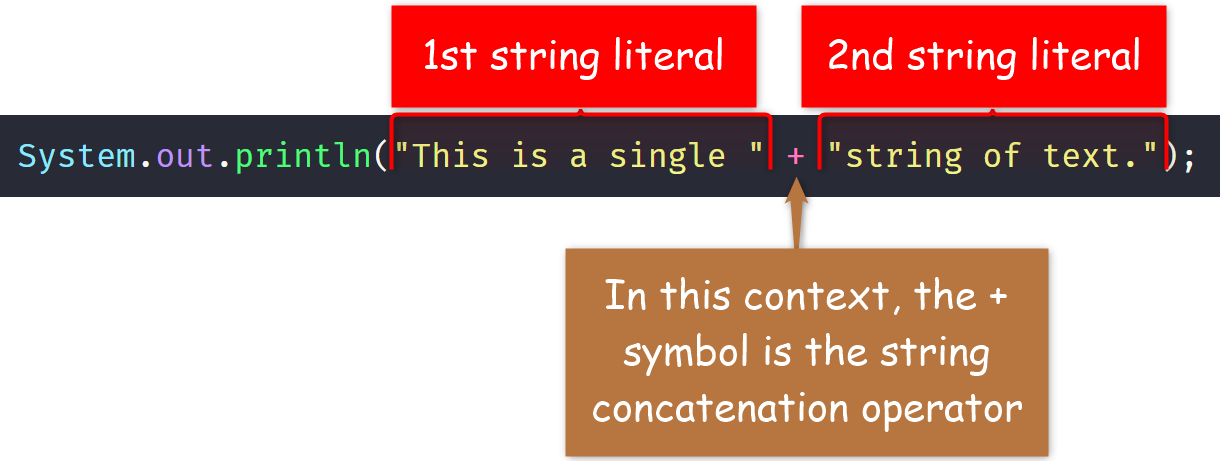 1st string literal
2nd string literal
System.out.println("This is a single " + "string of text.");
In this context, the +
symbol is the string
concatenation operator